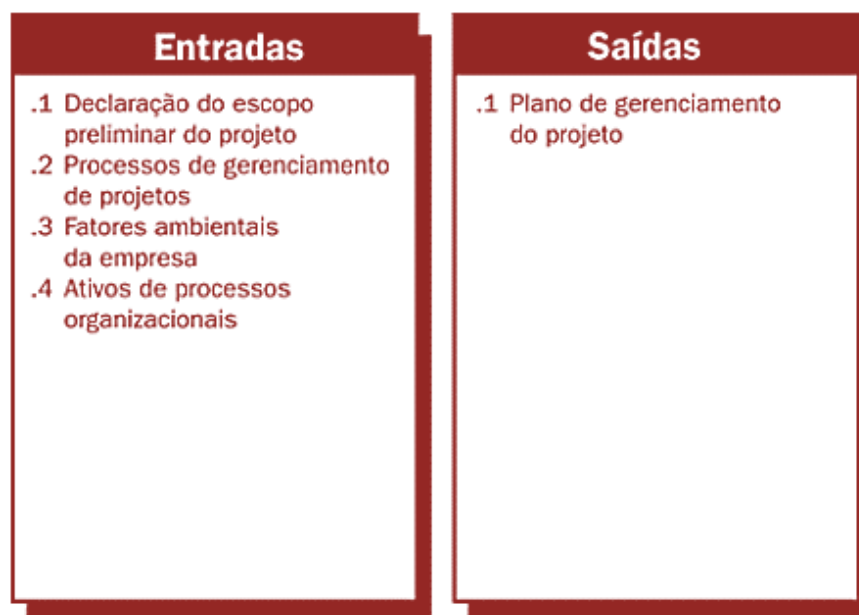 Entradas
.1 Declaração do escopo
preliminar do projeto
.2 Processos de gerenciamento
de projetos
.3 Fatores ambientais
da empresa
.4 Ativos de processos
organizacionais
Saídas
.1 Plano de gerenciamento
do projeto